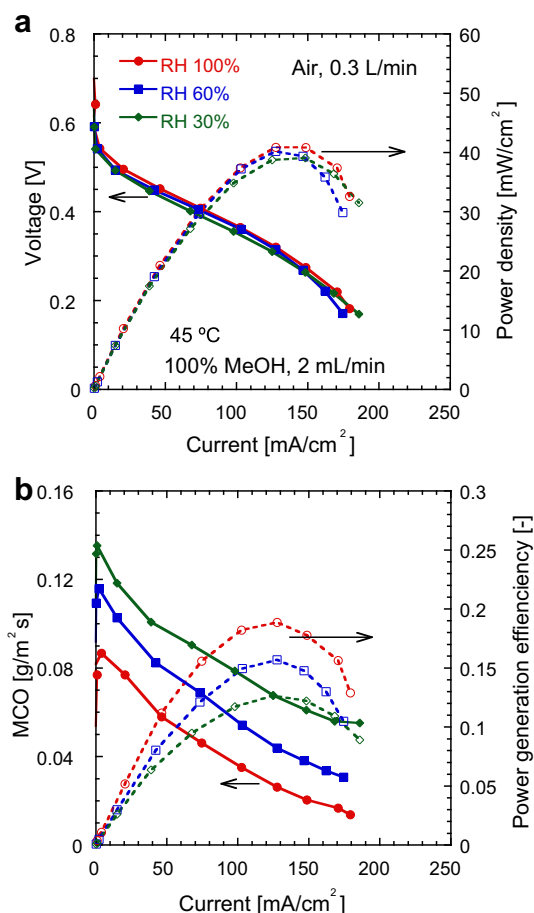 a
0.8
0.6
0.4
0.2
0
Voltage [V]
RH 100%
RH 60%
RH 30%
Air, 0.3 L/min
45 ºC
100% MeOH, 2 mL/min
60
50
40
30
20
10
0
Power density [mW/cm²]
0 50 100 150 200 250
Current [mA/cm²]
b
0.16
0.12
0.08
0.04
0
MCO [g/m² s]
0.3
0.25
0.2
0.15
0.1
0.05
0
Power generation effienciency [-]
0 50 100 150 200 250
Current [mA/cm²]